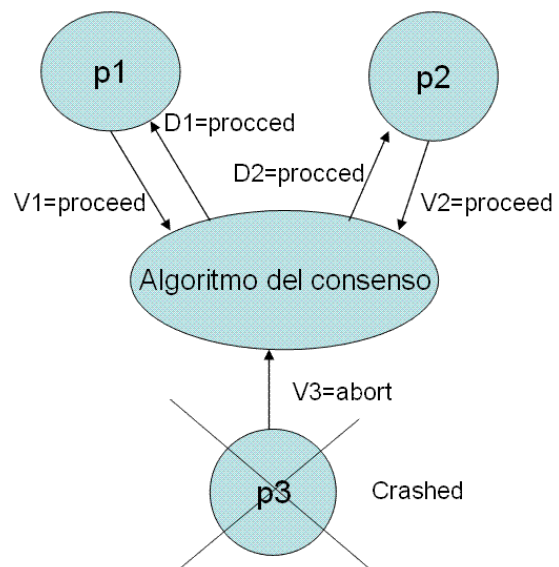 p1
p2
D1=procced
D2=procced
V1=proceed
V2=proceed
Algoritmo del consenso
V3=abort
p3
Crashed